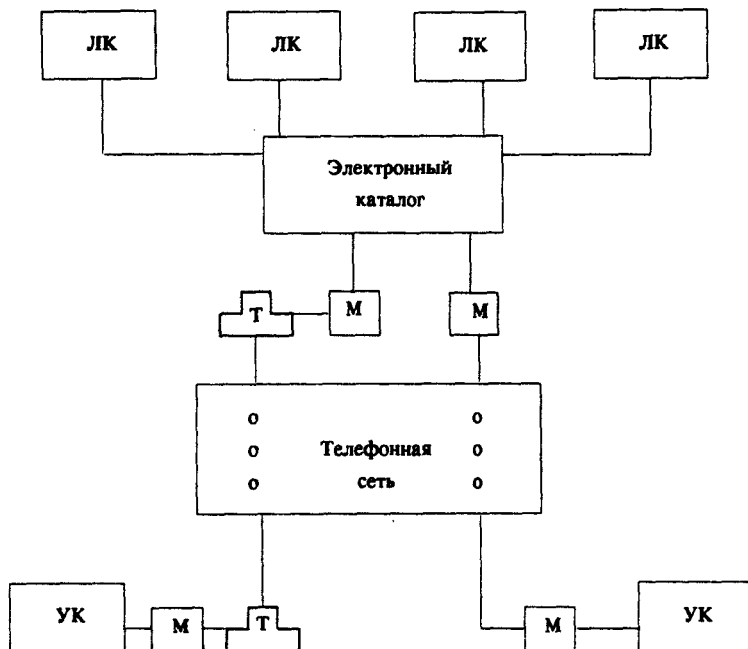 ЛК ЛК ЛК ЛК
Электронный
каталог
Т М М
о о
о Телефонная о
о сеть о
УК М Т М УК